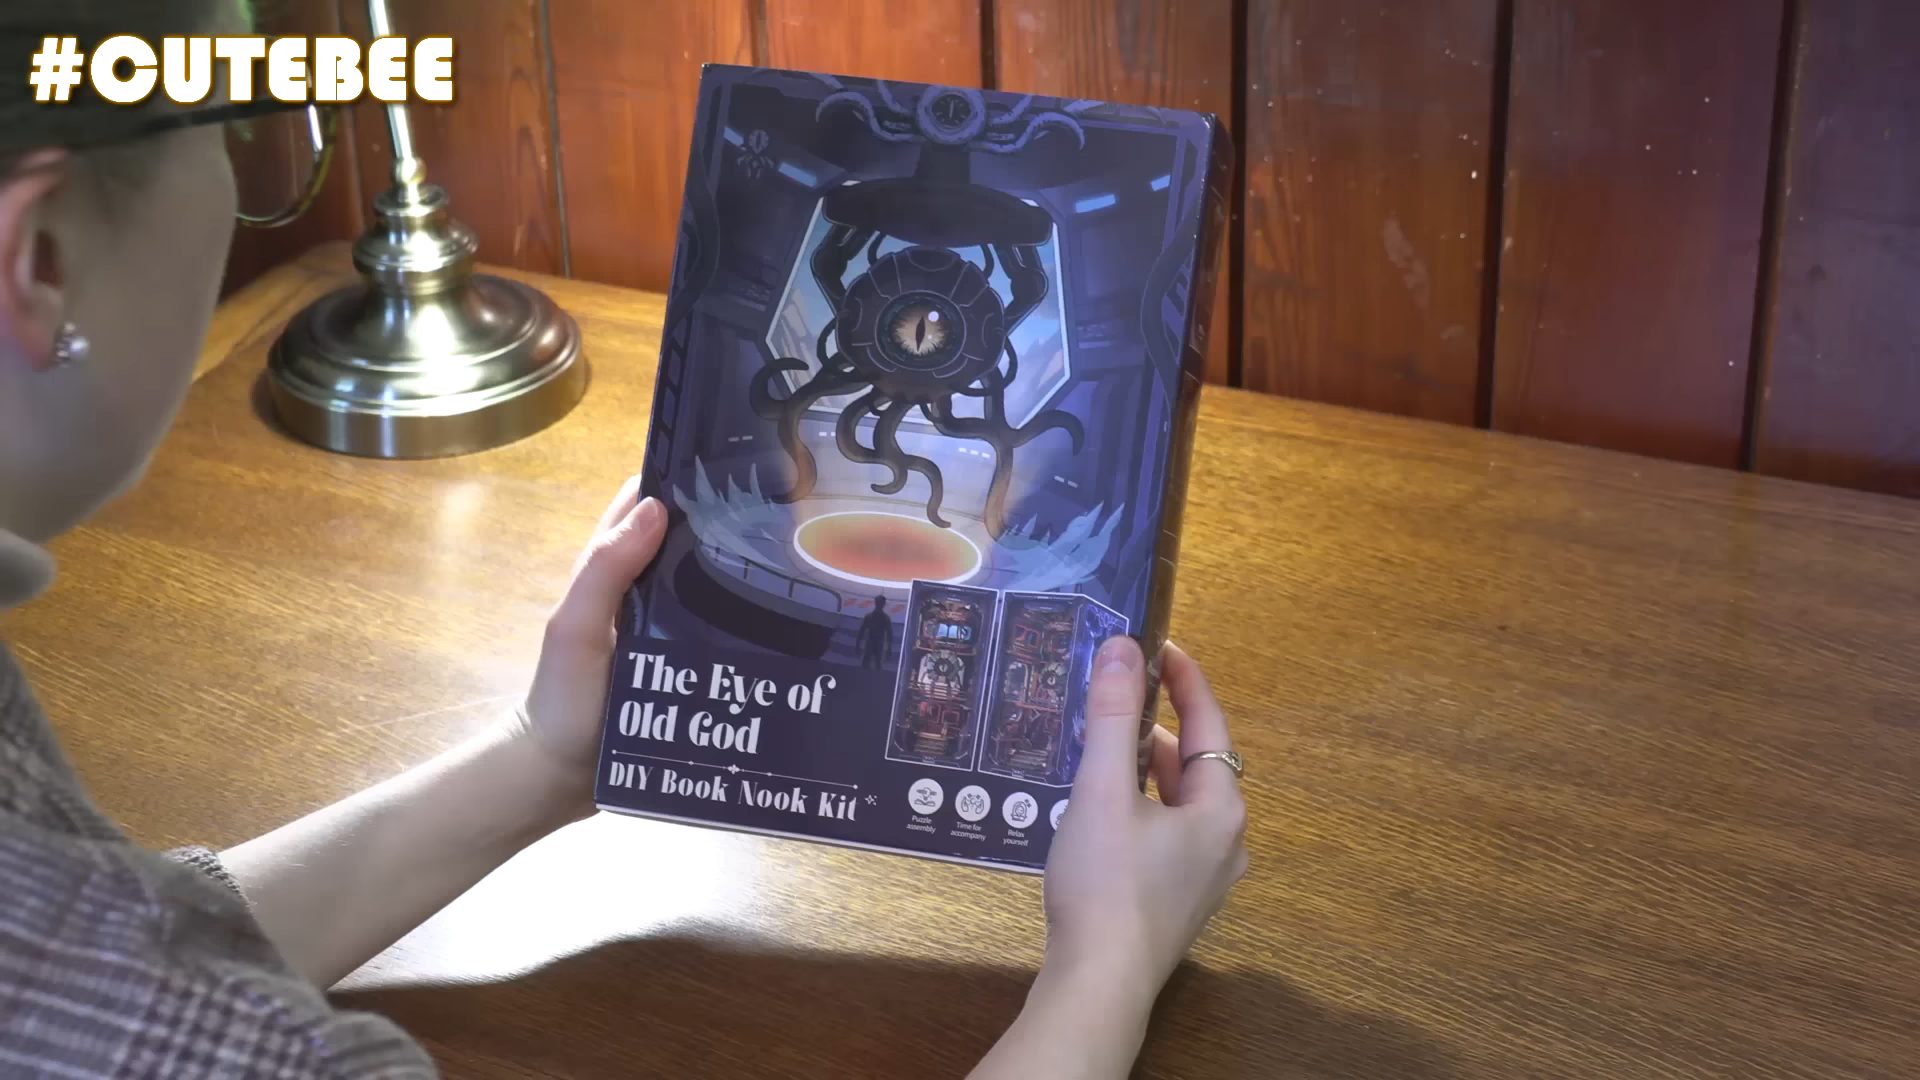 #CUTEBEE
The Eye of
Old God
DIY Book Nook Kit
Puzzle
assembly
Time for
accompany
Relax
yourself